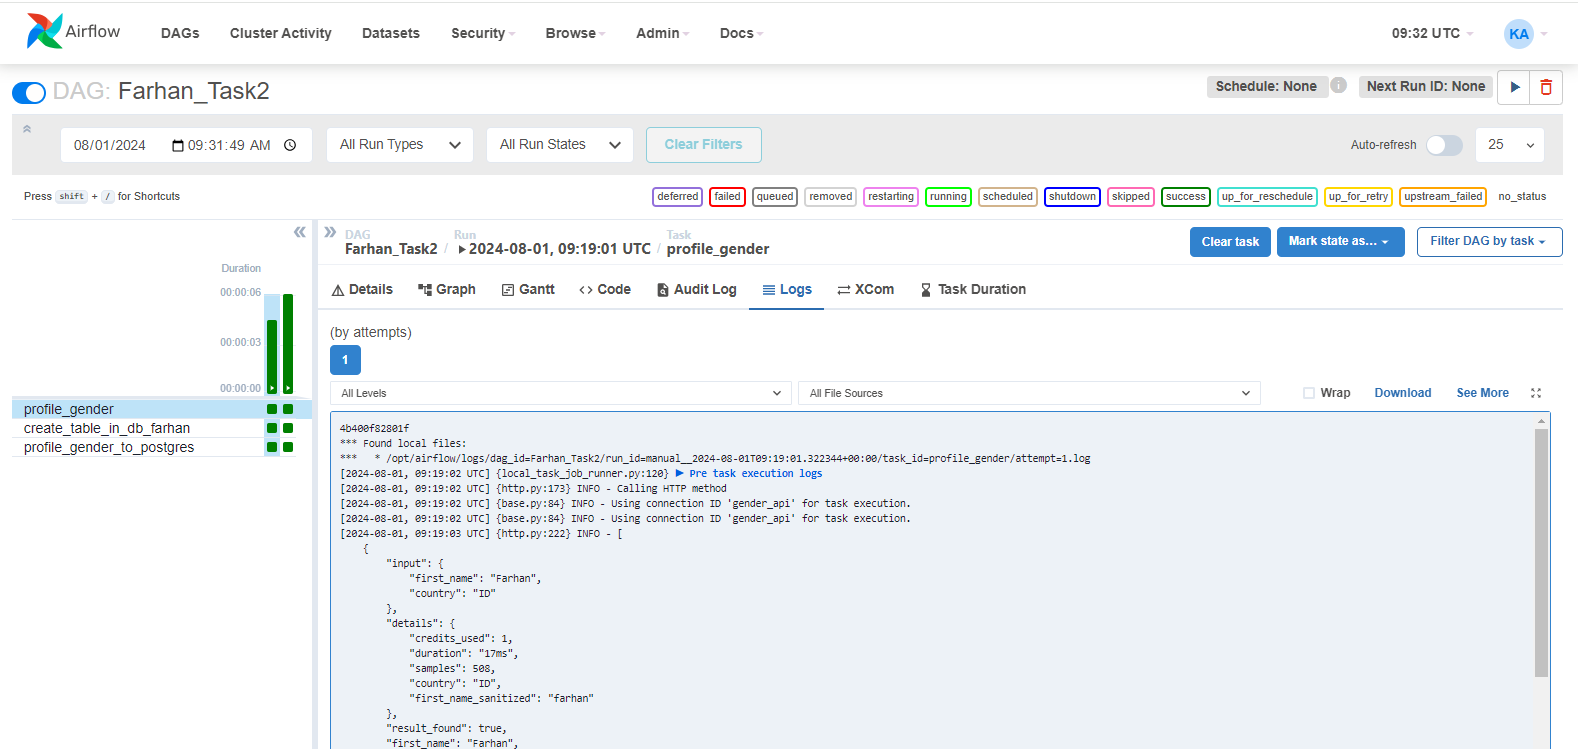 Airflow
DAGs Cluster Activity Datasets Security Browse Admin Docs 09:32 UTC KA
DAG: Farhan_Task2 Schedule: None i Next Run ID: None
08/01/2024 09:31:49 AM All Run Types All Run States Clear Filters Auto-refresh 25
Press shift + / for Shortcuts deferred failed queued removed restarting running scheduled shutdown skipped success up_for_reschedule up_for_retry upstream_failed no_status
DAG Run Task
Farhan_Task2 / 2024-08-01, 09:19:01 UTC / profile_gender Clear task Mark state as... Filter DAG by task
Duration
00:00:06
00:00:03
00:00:00
profile_gender
create_table_in_db_farhan
profile_gender_to_postgres
Details Graph Gantt Code Audit Log Logs XCom Task Duration
(by attempts)
1
All Levels All File Sources Wrap Download See More
4b400f82801f
*** Found local files:
***   * /opt/airflow/logs/dag_id=Farhan_Task2/run_id=manual__2024-08-01T09:19:01.322344+00:00/task_id=profile_gender/attempt=1.log
[2024-08-01, 09:19:02 UTC] {local_task_job_runner.py:120} ▶ Pre task execution logs
[2024-08-01, 09:19:02 UTC] {http.py:173} INFO - Calling HTTP method
[2024-08-01, 09:19:02 UTC] {base.py:84} INFO - Using connection ID 'gender_api' for task execution.
[2024-08-01, 09:19:02 UTC] {base.py:84} INFO - Using connection ID 'gender_api' for task execution.
[2024-08-01, 09:19:03 UTC] {http.py:222} INFO - [
{
"input": {
"first_name": "Farhan",
"country": "ID"
},
"details": {
"credits_used": 1,
"duration": "17ms",
"samples": 508,
"country": "ID",
"first_name_sanitized": "farhan"
},
"result_found": true,
"first_name": "Farhan",